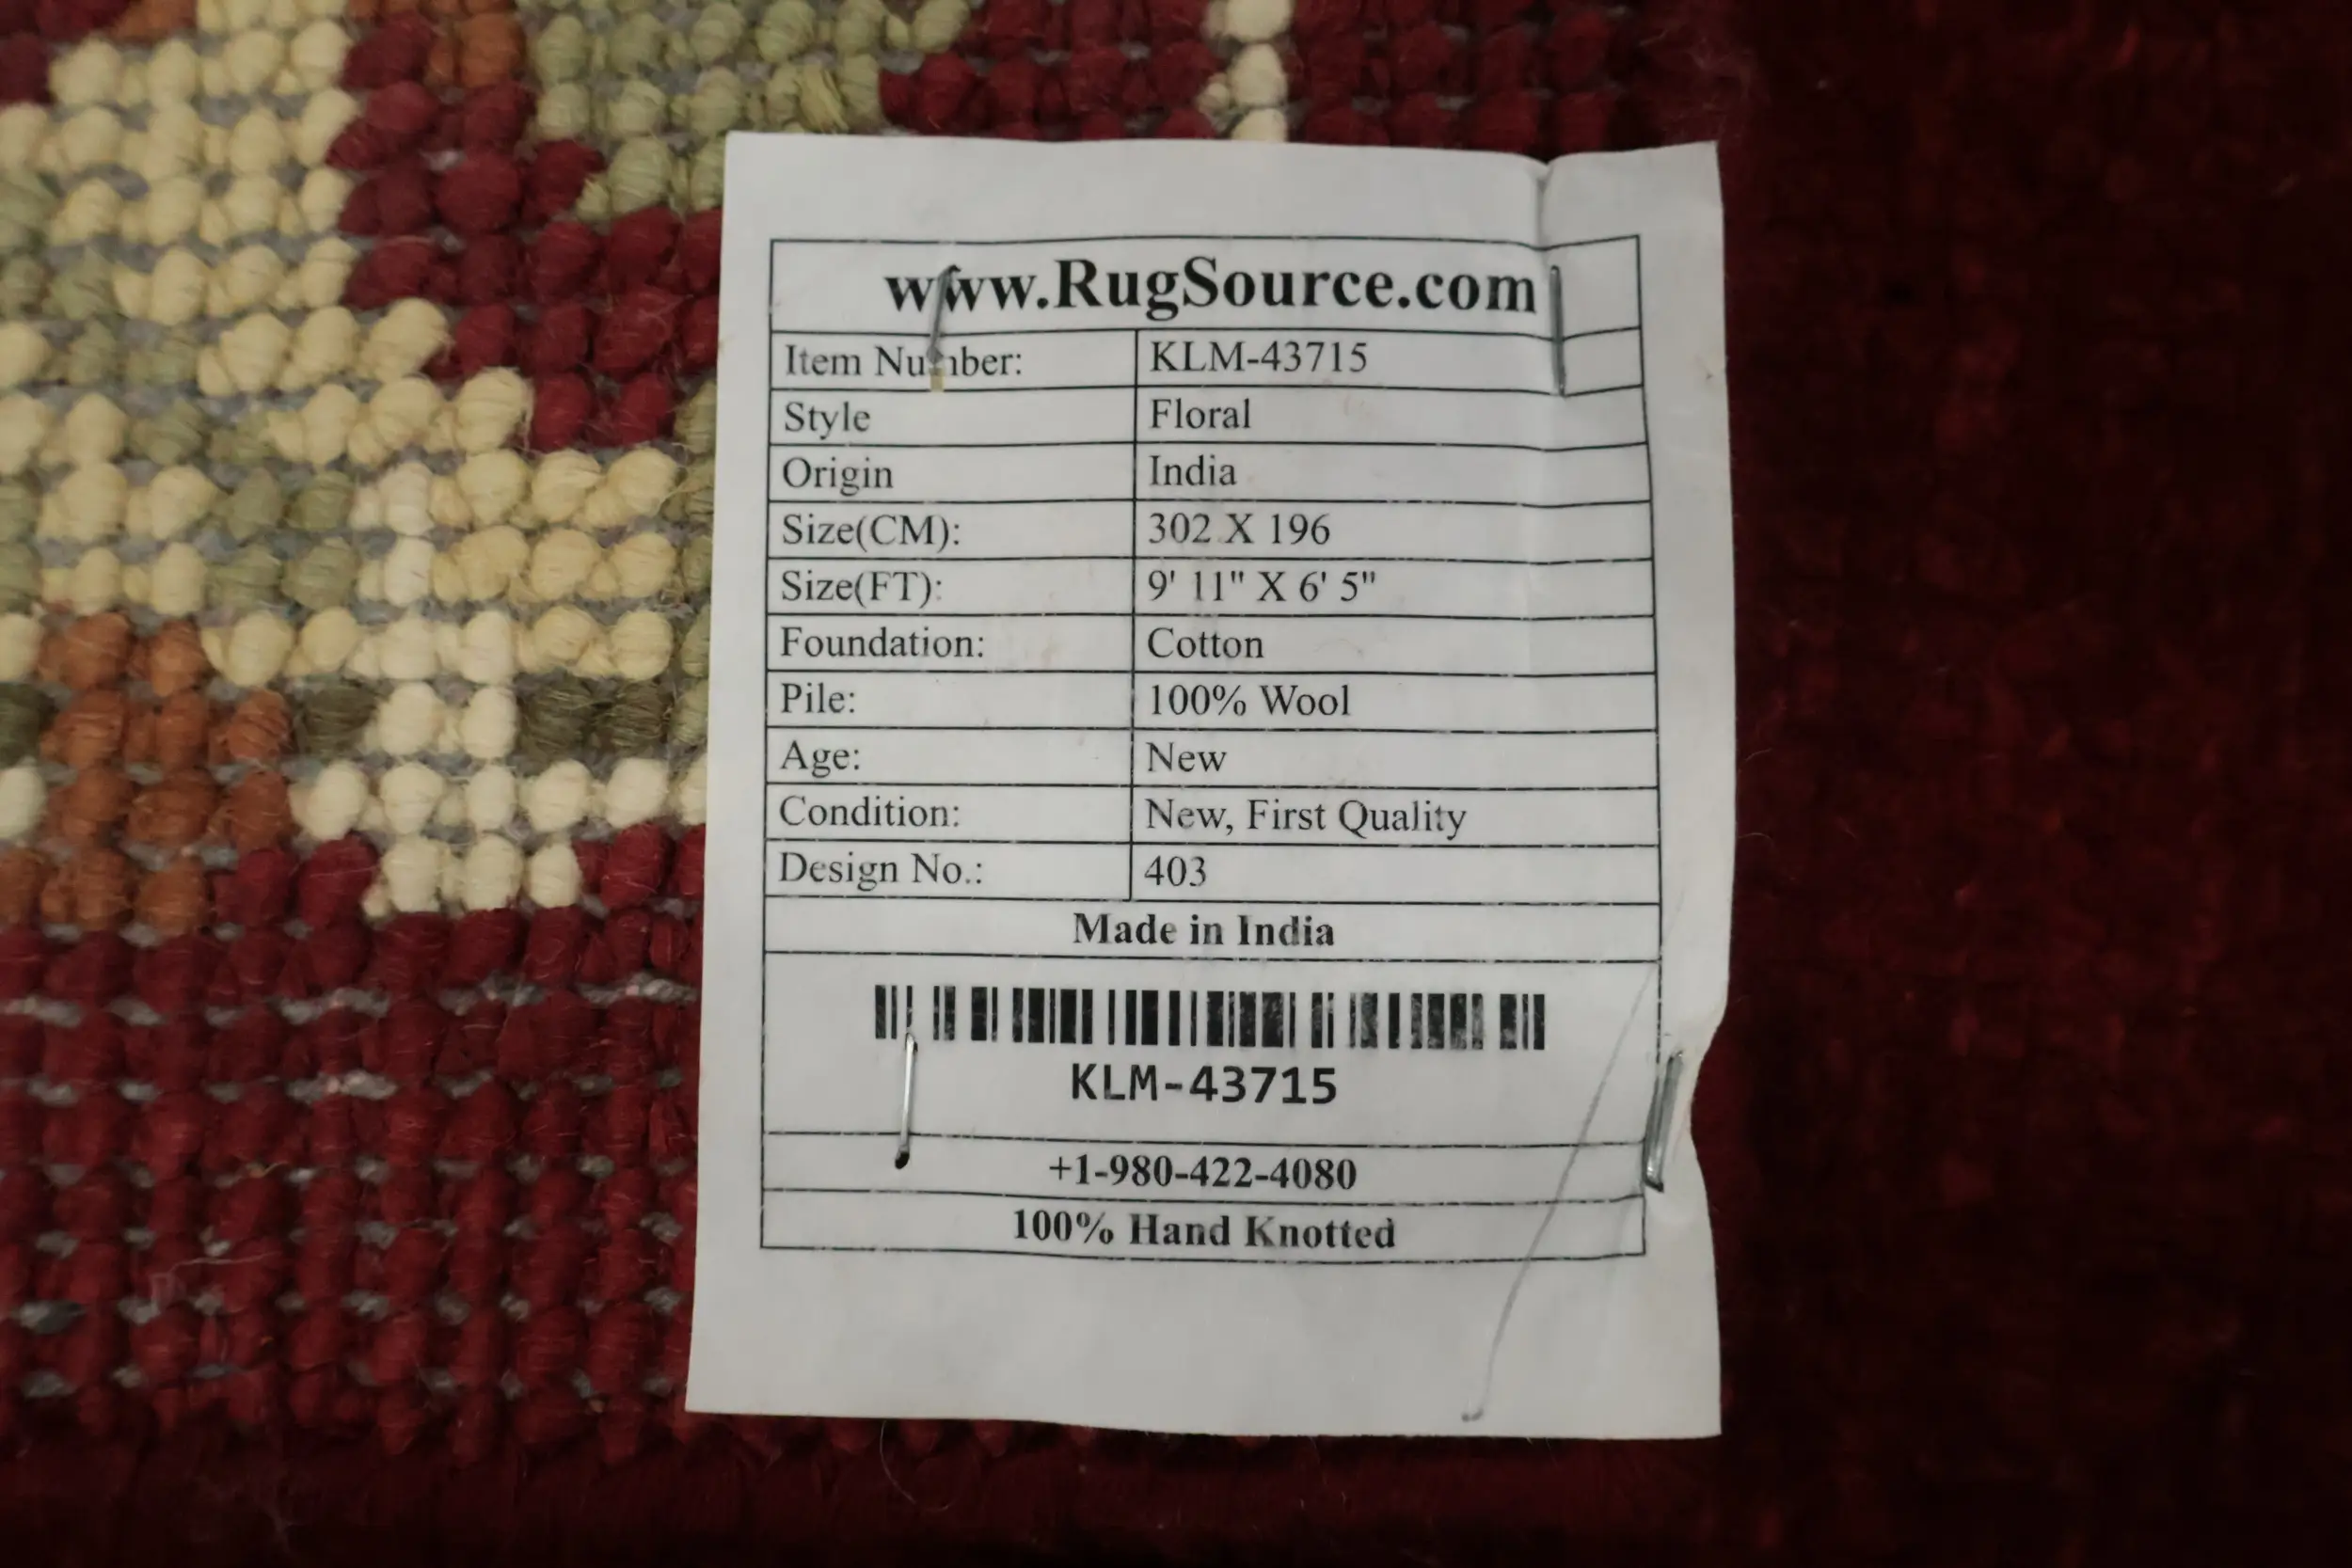 www.RugSource.com
Item Number: KLM-43715
Style Floral
Origin India
Size(CM): 302 X 196
Size(FT): 9' 11" X 6' 5"
Foundation: Cotton
Pile: 100% Wool
Age: New
Condition: New, First Quality
Design No.: 403
Made in India
KLM-43715
+1-980-422-4080
100% Hand Knotted